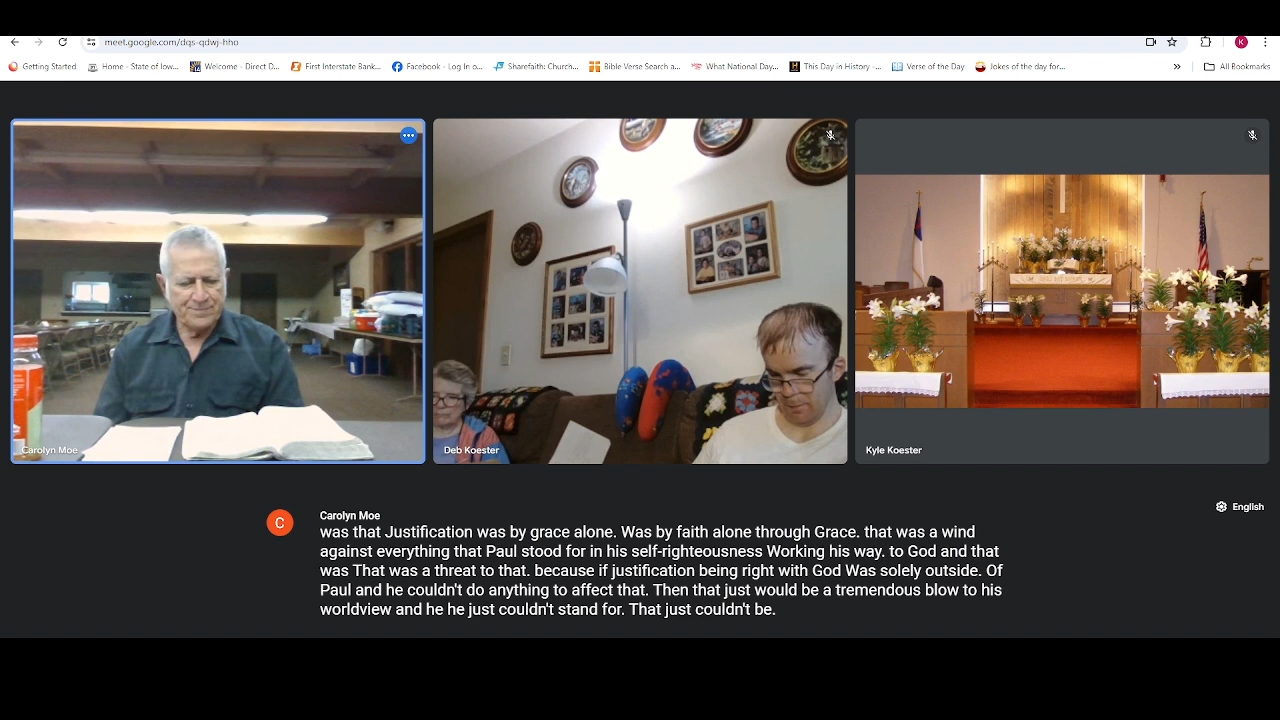 meet.google.com/dqs-qdwj-hho
Getting Started
Home - State of Iow...
Welcome - Direct D...
First Interstate Bank...
Facebook - Log In o...
Sharefaith: Church...
Bible Verse Search a...
What National Day...
This Day in History -...
Verse of the Day
Jokes of the day for...
»
All Bookmarks
K
Carolyn Moe
Deb Koester
Kyle Koester
English
C
Carolyn Moe
was that Justification was by grace alone. Was by faith alone through Grace. that was a wind
against everything that Paul stood for in his self-righteousness Working his way. to God and that
was That was a threat to that. because if justification being right with God Was solely outside. Of
Paul and he couldn't do anything to affect that. Then that just would be a tremendous blow to his
worldview and he he just couldn't stand for. That just couldn't be.